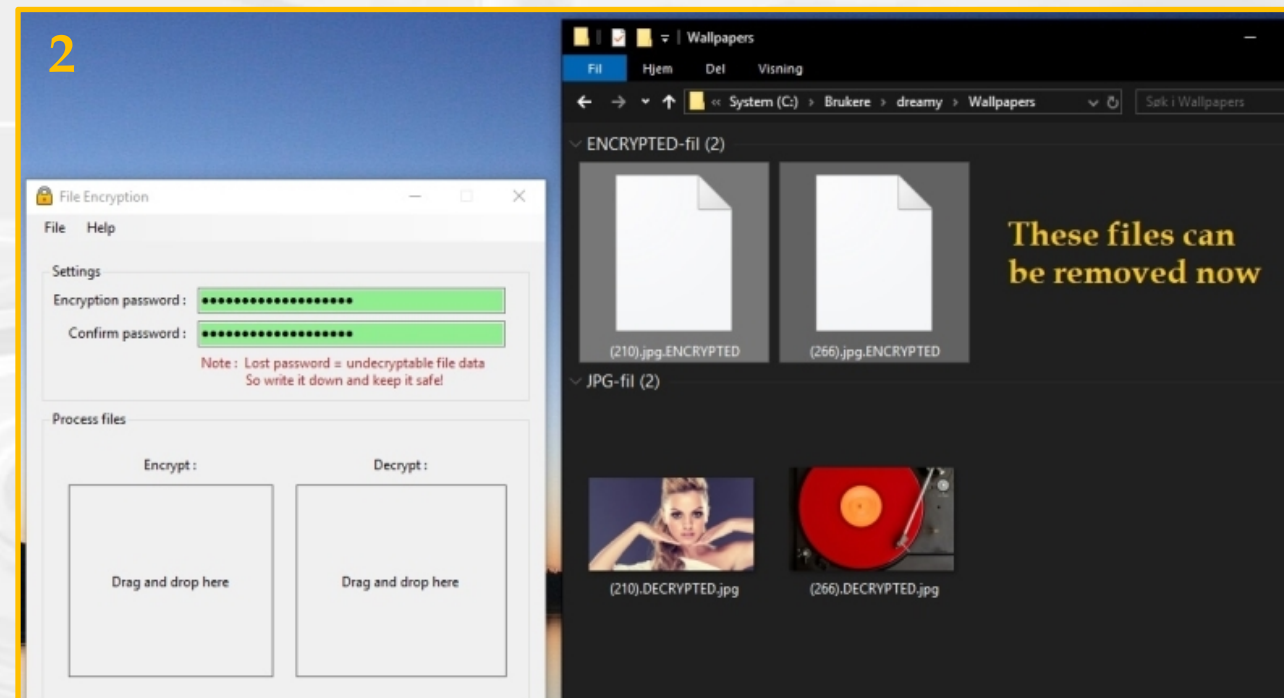 2
File Encryption
File Help
Settings
Encryption password :
Confirm password :
Note : Lost password = undecryptable file data
So write it down and keep it safe!
Process files
Encrypt :
Decrypt :
Drag and drop here
Drag and drop here
Wallpapers
Fil Hjem Del Visning
« System (C:) › Brukere › dreamy › Wallpapers
Søk i Wallpapers
ENCRYPTED-fil (2)
(210).jpg.ENCRYPTED
(266).jpg.ENCRYPTED
These files can
be removed now
JPG-fil (2)
(210).DECRYPTED.jpg
(266).DECRYPTED.jpg